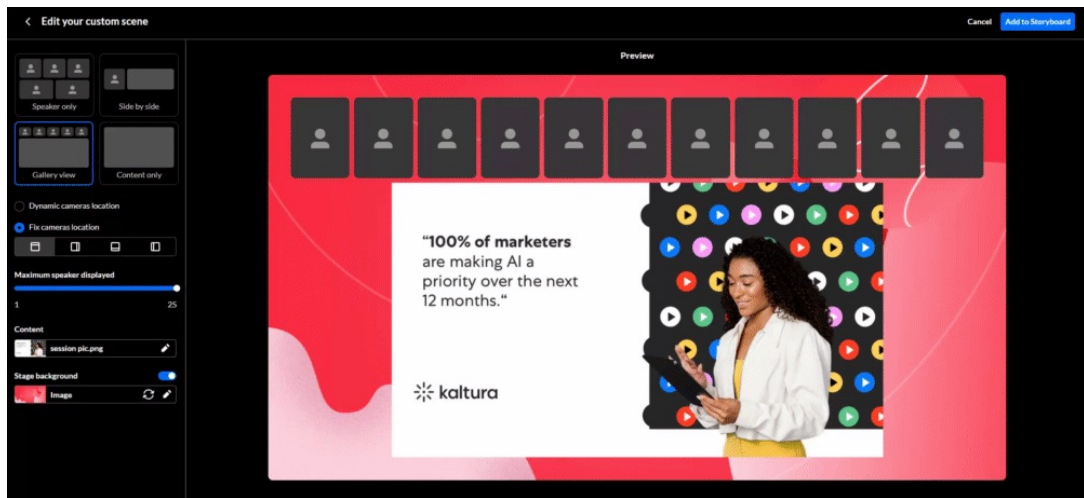 Edit your custom scene
Cancel
Add to Storyboard
Speaker only
Side by side
Gallery view
Content only
Dynamic cameras location
Fix cameras location
Maximum speaker displayed
1
25
Content
session pic.png
Stage background
Image
Preview
“100% of marketers
are making AI a
priority over the next
12 months.“
kaltura